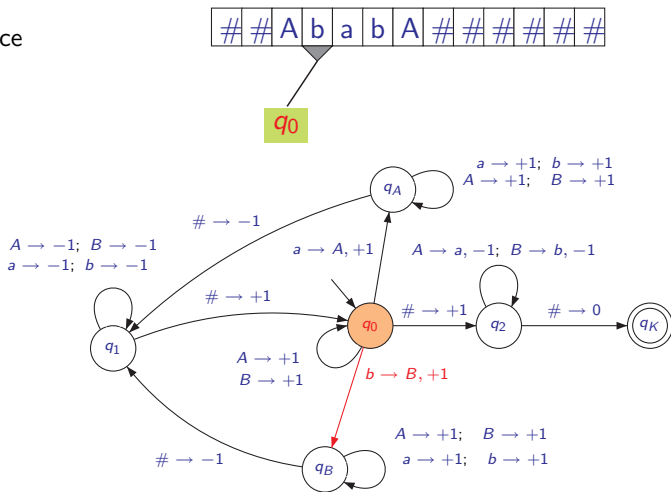 ce
# # A b a b A # # # # # #
q0
a → +1; b → +1
A → +1; B → +1
qA
# → −1
A → −1; B → −1
a → −1; b → −1
a → A, +1
A → a, −1; B → b, −1
# → +1
# → +1
# → 0
q1
q0
q2
qK
A → +1
B → +1
b → B, +1
A → +1; B → +1
a → +1; b → +1
# → −1
qB